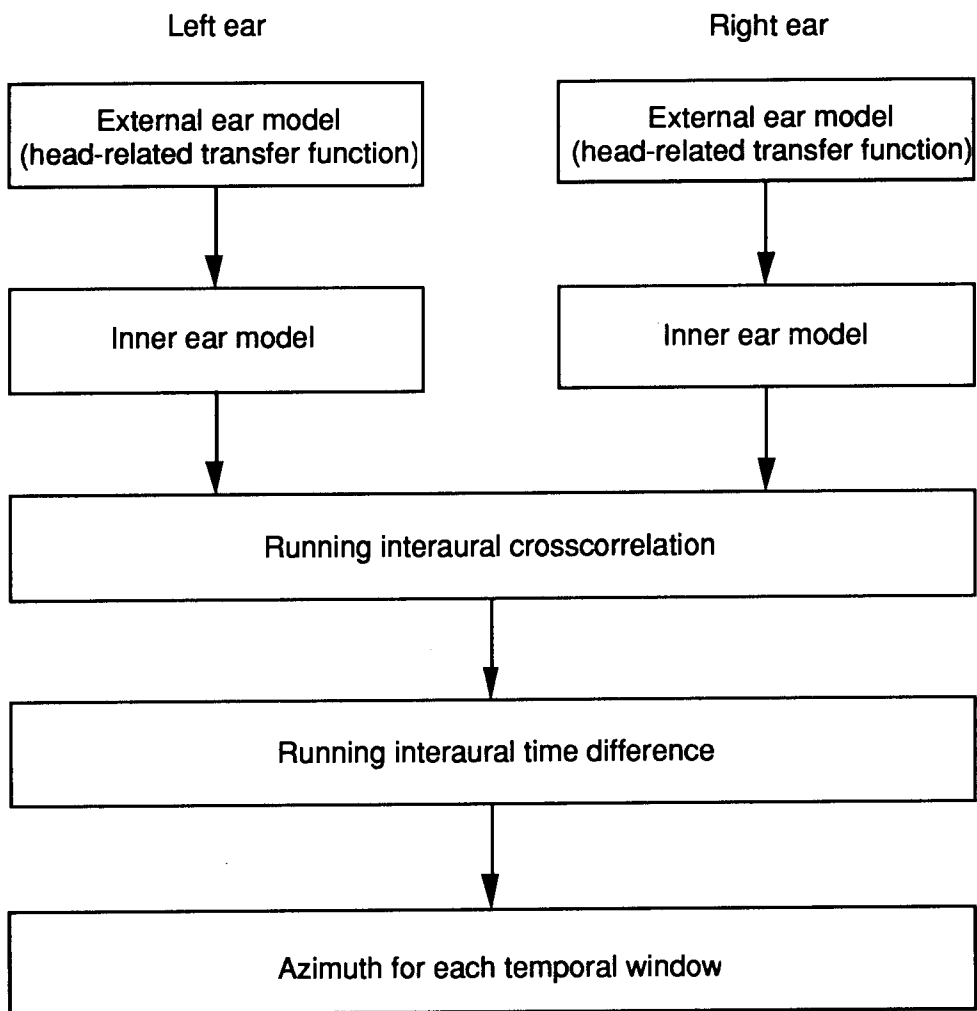 Left ear
Right ear
External ear model
(head-related transfer function)
External ear model
(head-related transfer function)
Inner ear model
Inner ear model
Running interaural crosscorrelation
Running interaural time difference
Azimuth for each temporal window